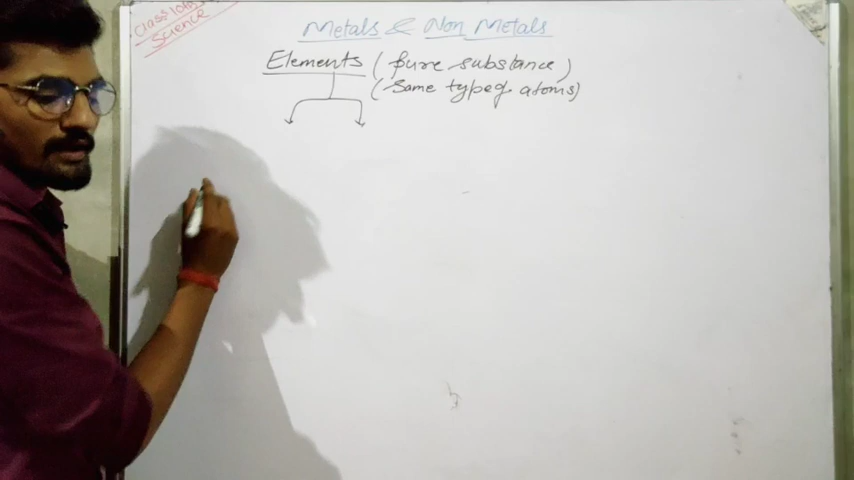 Class 10th
Science
Metals & Non Metals
Elements (pure substance)
(Same type of atoms)